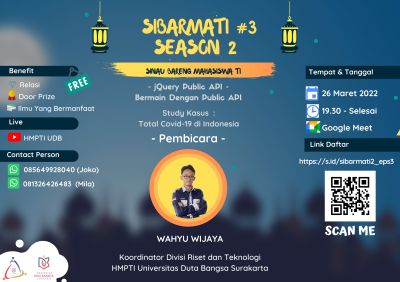 SIBARMATI #3
SEASON 2
SINAU BARENG MAHASISWA TI
- jQuery Public API -
Bermain Dengan Public API
Study Kasus :
Total Covid-19 di Indonesia
- Pembicara -
WAHYU WIJAYA
Koordinator Divisi Riset dan Teknologi
HMPTI Universitas Duta Bangsa Surakarta
Benefit
FREE
Relasi
Door Prize
Ilmu Yang Bermanfaat
Live
HMPTI UDB
Contact Person
085649928040 (Joko)
081326426483 (Mila)
Tempat & Tanggal
26 Maret 2022
19.30 - Selesai
Google Meet
Link Daftar
https://s.id/sibarmati2_eps3
SCAN ME